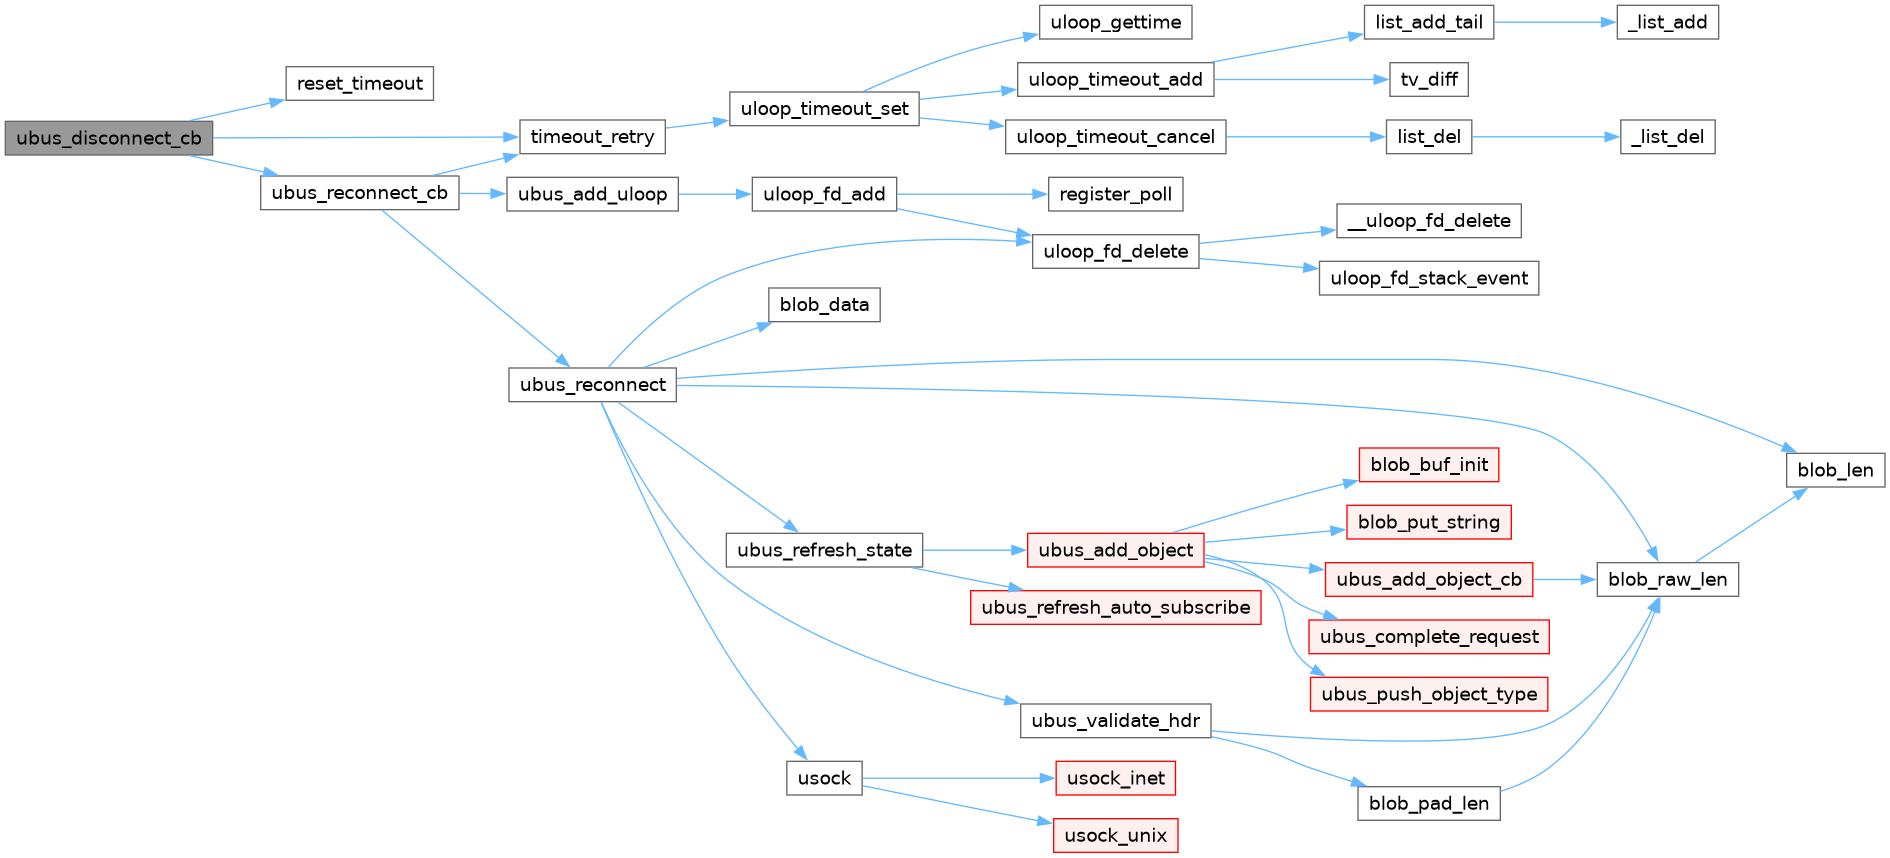 uloop_gettime
list_add_tail
_list_add
reset_timeout
uloop_timeout_add
tv_diff
uloop_timeout_set
ubus_disconnect_cb
timeout_retry
uloop_timeout_cancel
list_del
_list_del
ubus_reconnect_cb
ubus_add_uloop
uloop_fd_add
register_poll
__uloop_fd_delete
uloop_fd_delete
uloop_fd_stack_event
blob_data
ubus_reconnect
blob_buf_init
blob_len
blob_put_string
ubus_refresh_state
ubus_add_object
ubus_add_object_cb
blob_raw_len
ubus_refresh_auto_subscribe
ubus_complete_request
ubus_push_object_type
ubus_validate_hdr
usock
usock_inet
blob_pad_len
usock_unix